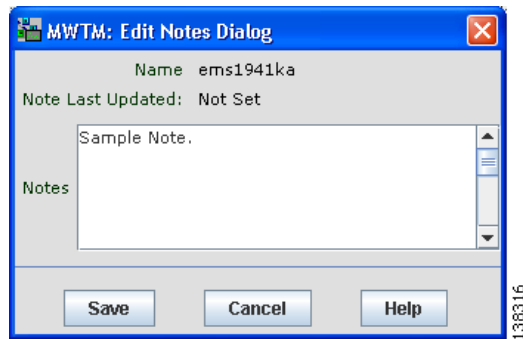 MWTM: Edit Notes Dialog
Name ems1941ka
Note Last Updated: Not Set
Sample Note.
Notes
Save Cancel Help
138316